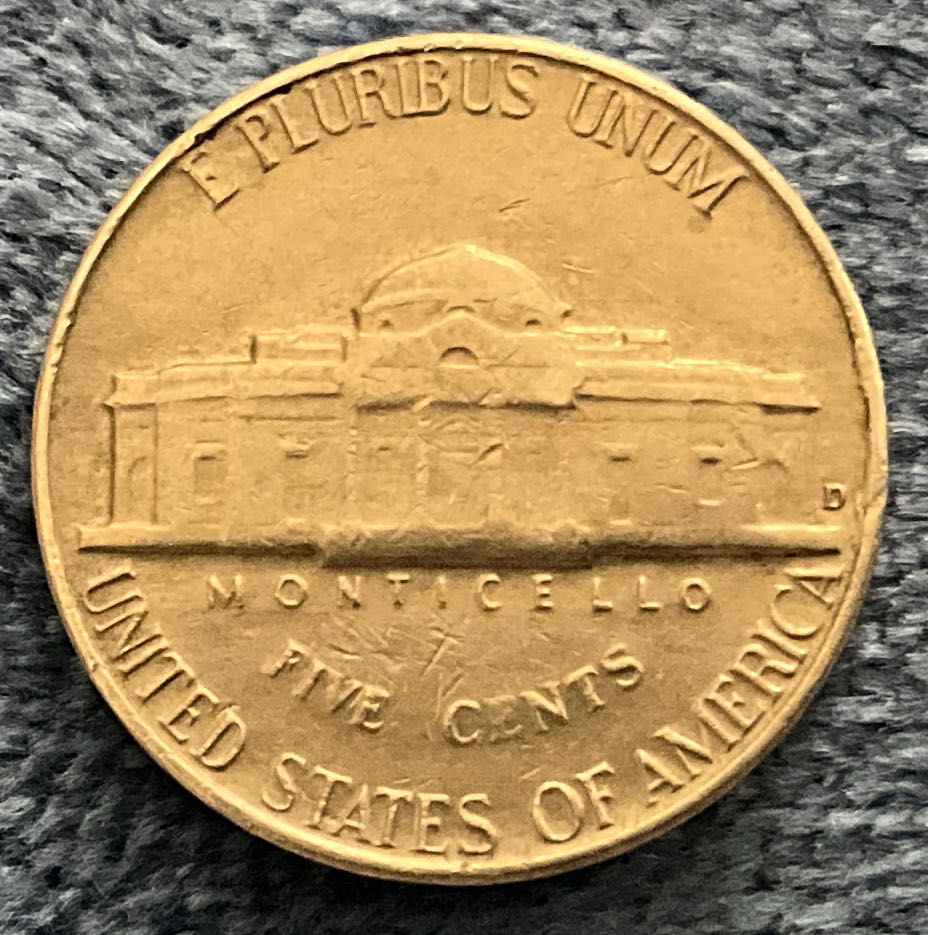 E PLURIBUS UNUM
D
MONTICELLO
FIVE CENTS
UNITED STATES OF AMERICA